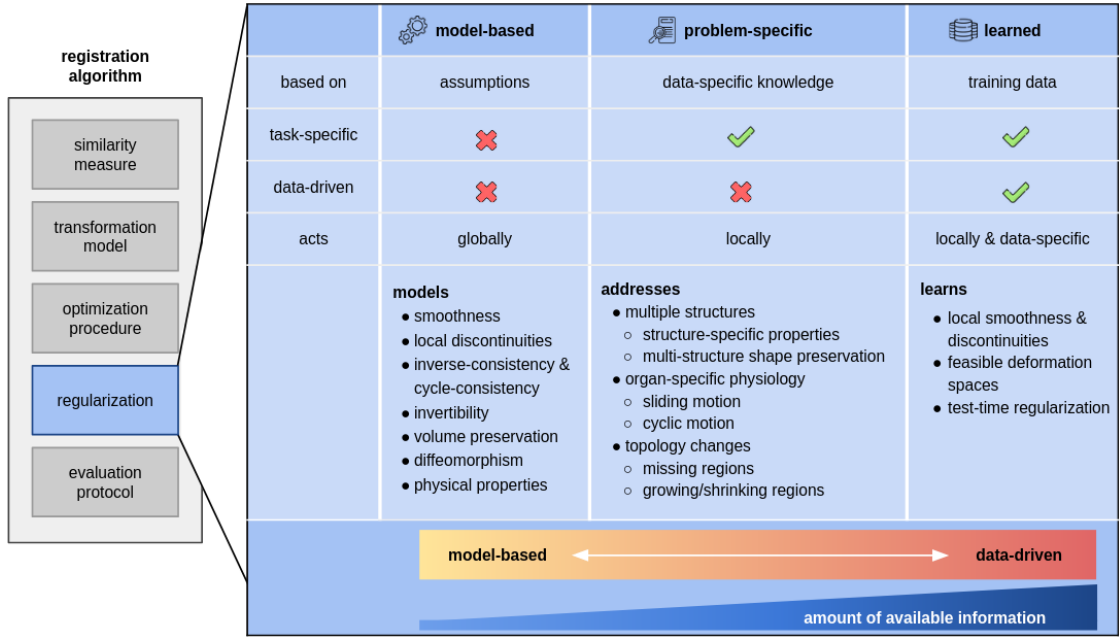 registration
algorithm
similarity
measure
transformation
model
optimization
procedure
regularization
evaluation
protocol
model-based
problem-specific
learned
based on
assumptions
data-specific knowledge
training data
task-specific
data-driven
acts
globally
locally
locally & data-specific
models
● smoothness
● local discontinuities
● inverse-consistency &
cycle-consistency
● invertibility
● volume preservation
● diffeomorphism
● physical properties
addresses
● multiple structures
○ structure-specific properties
○ multi-structure shape preservation
● organ-specific physiology
○ sliding motion
○ cyclic motion
● topology changes
○ missing regions
○ growing/shrinking regions
learns
● local smoothness &
discontinuities
● feasible deformation
spaces
● test-time regularization
model-based
data-driven
amount of available information